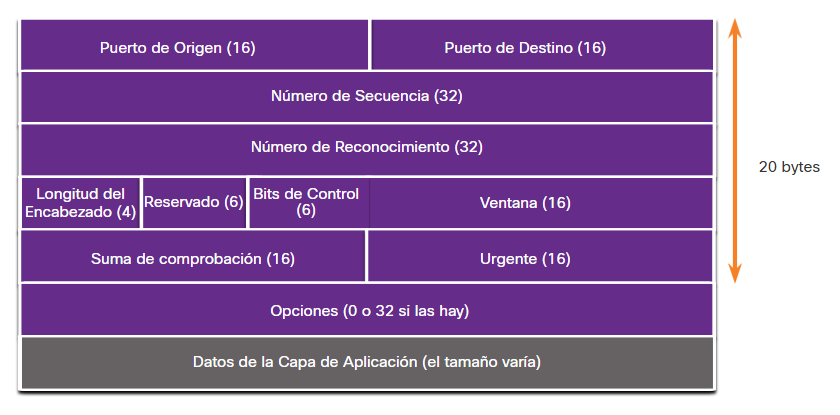 Puerto de Origen (16)
Puerto de Destino (16)
Número de Secuencia (32)
Número de Reconocimiento (32)
Longitud del
Encabezado (4)
Reservado (6)
Bits de Control
(6)
Ventana (16)
Suma de comprobación (16)
Urgente (16)
Opciones (0 o 32 si las hay)
Datos de la Capa de Aplicación (el tamaño varía)
20 bytes